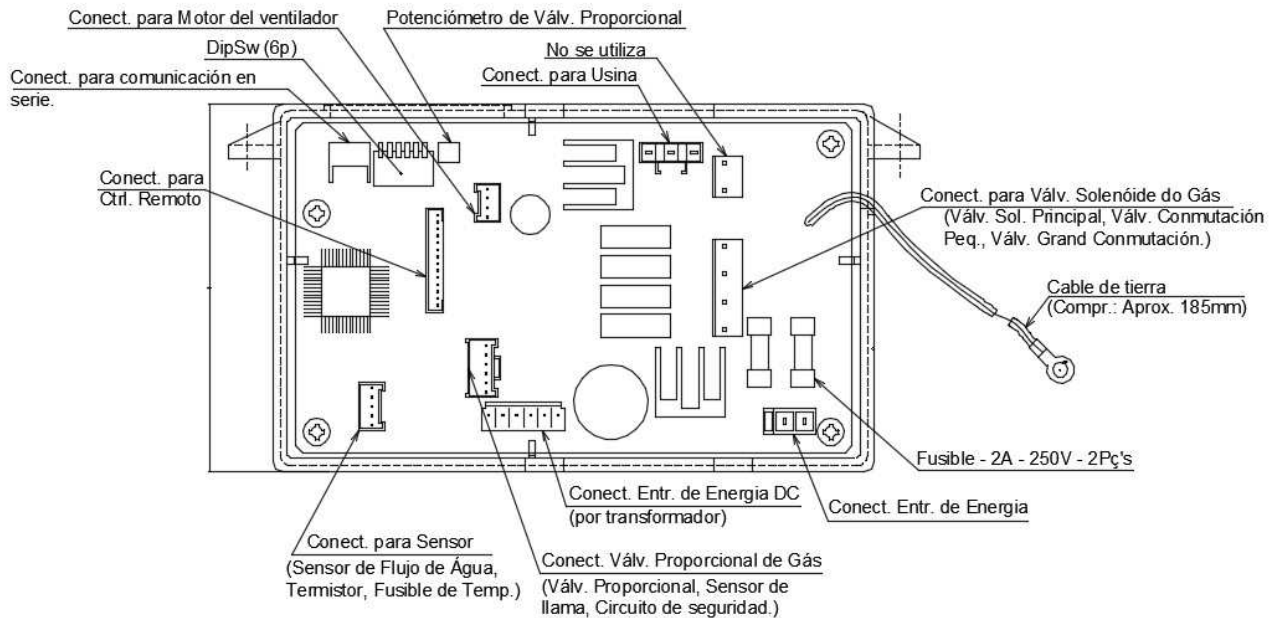 Conect. para Motor del ventilador
Potenciómetro de Válv. Proporcional
DipSw (6p)
No se utiliza
Conect. para comunicación en
serie.
Conect. para Usina
Conect. para
Ctrl. Remoto
Conect. para Válv. Solenóide do Gás
(Válv. Sol. Principal, Válv. Conmutación
Peq., Válv. Grand Conmutación.)
Cable de tierra
(Compr.: Aprox. 185mm)
Fusible - 2A - 250V - 2Pç's
Conect. Entr. de Energia DC
(por transformador)
Conect. Entr. de Energia
Conect. para Sensor
(Sensor de Flujo de Água,
Termistor, Fusible de Temp.)
Conect. Válv. Proporcional de Gás
(Válv. Proporcional, Sensor de
llama, Circuito de seguridad.)